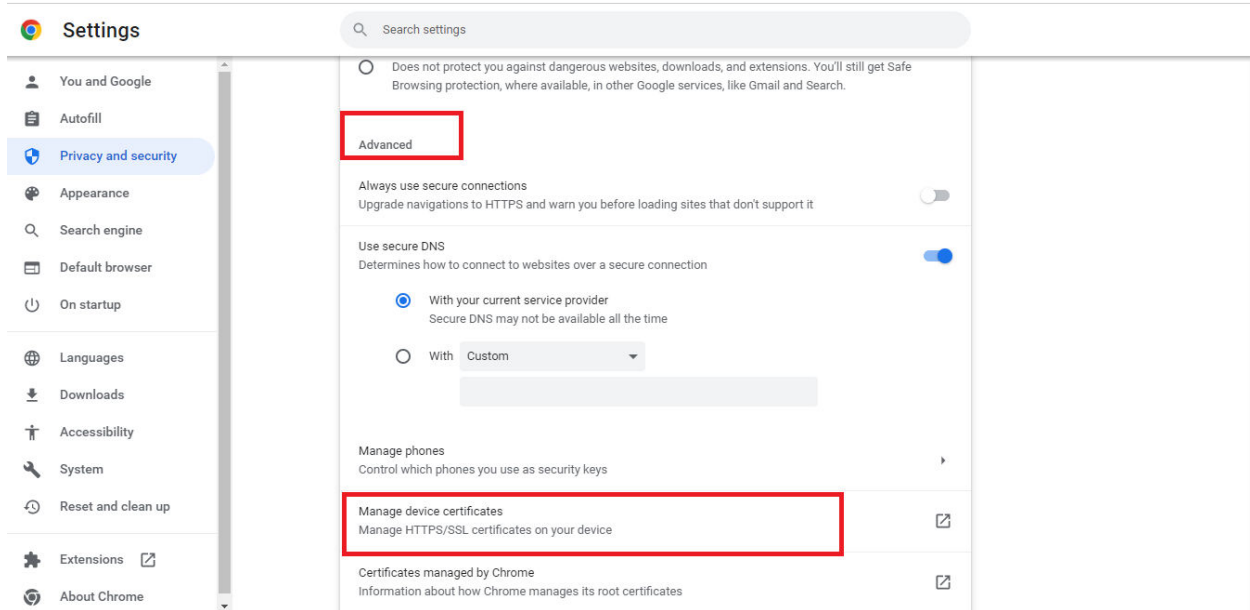 Settings
Search settings
You and Google
Autofill
Privacy and security
Appearance
Search engine
Default browser
On startup
Languages
Downloads
Accessibility
System
Reset and clean up
Extensions
About Chrome
Does not protect you against dangerous websites, downloads, and extensions. You'll still get Safe
Browsing protection, where available, in other Google services, like Gmail and Search.
Advanced
Always use secure connections
Upgrade navigations to HTTPS and warn you before loading sites that don't support it
Use secure DNS
Determines how to connect to websites over a secure connection
With your current service provider
Secure DNS may not be available all the time
With Custom
Manage phones
Control which phones you use as security keys
Manage device certificates
Manage HTTPS/SSL certificates on your device
Certificates managed by Chrome
Information about how Chrome manages its root certificates